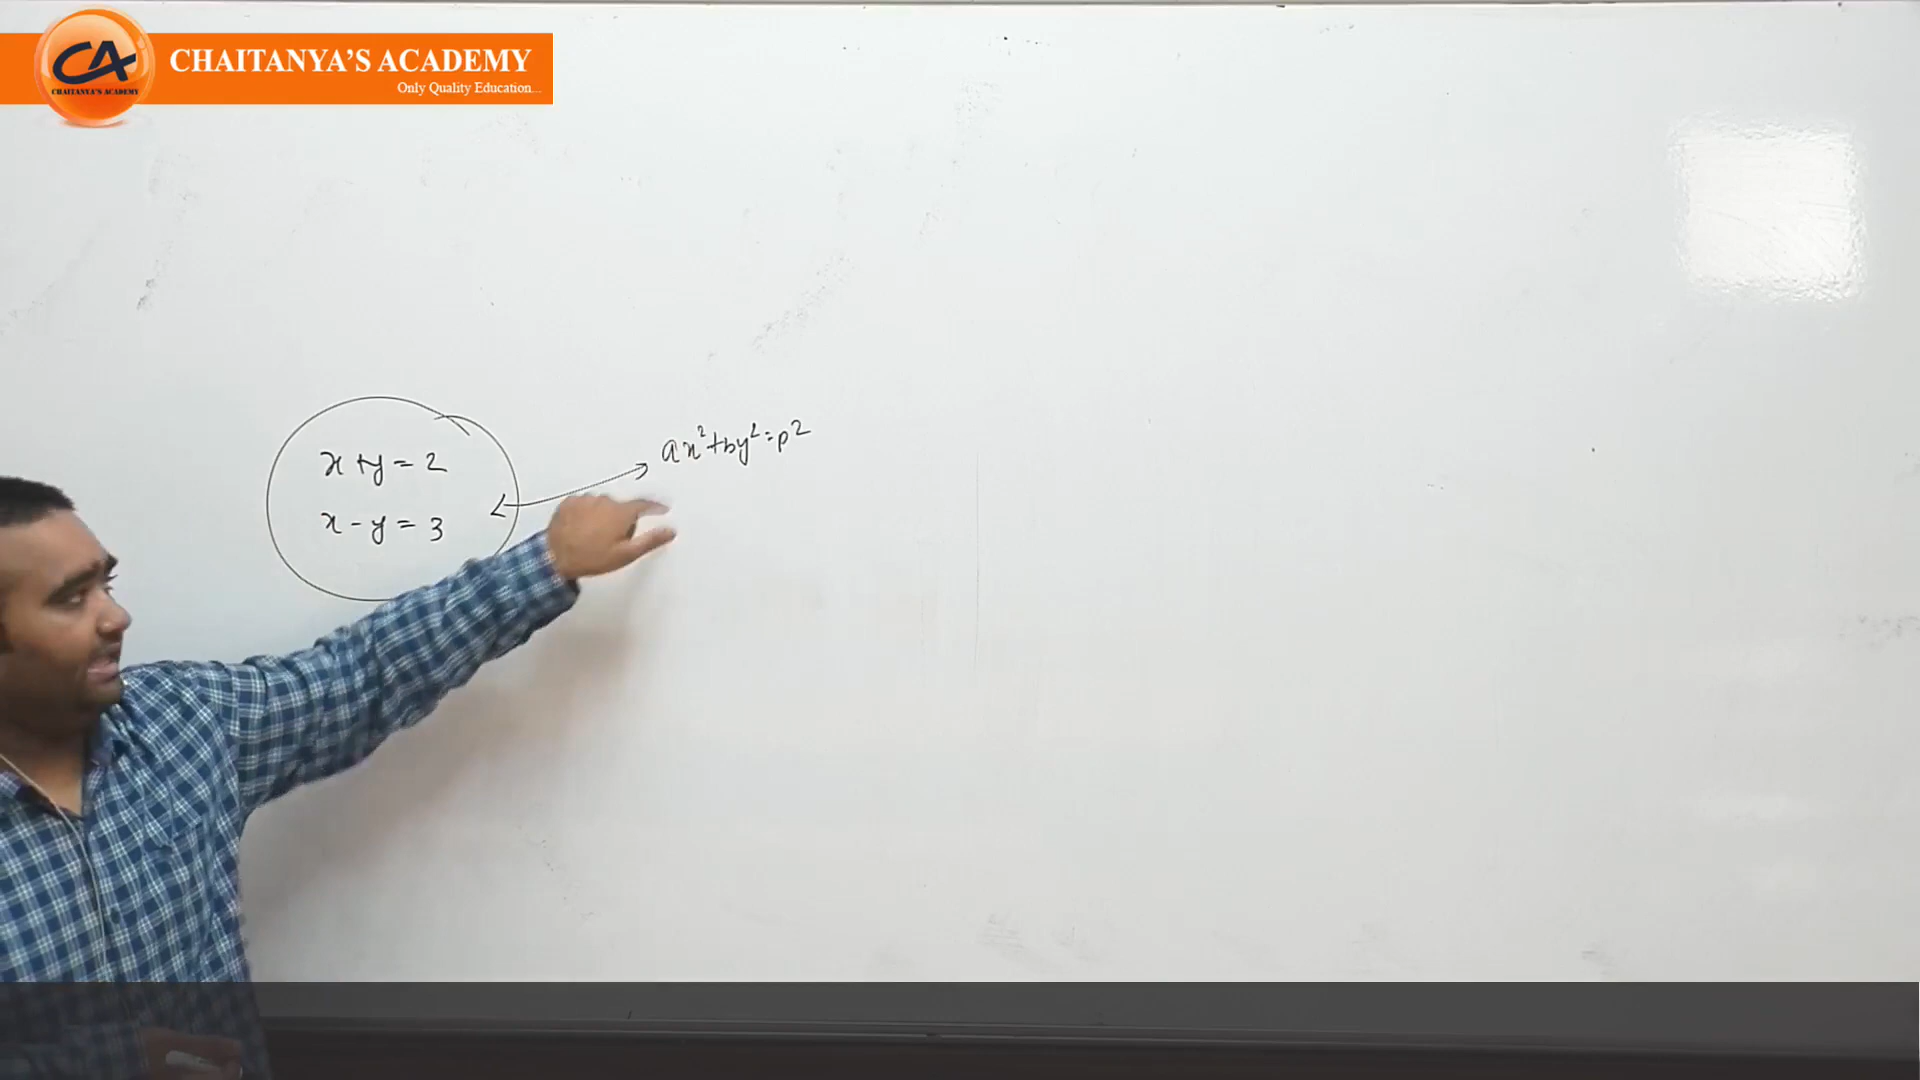 CA
CHAITANYA'S ACADEMY
CHAITANYA'S ACADEMY
Only Quality Education...
x + y = 2
x - y = 3
ax² + by² = p²